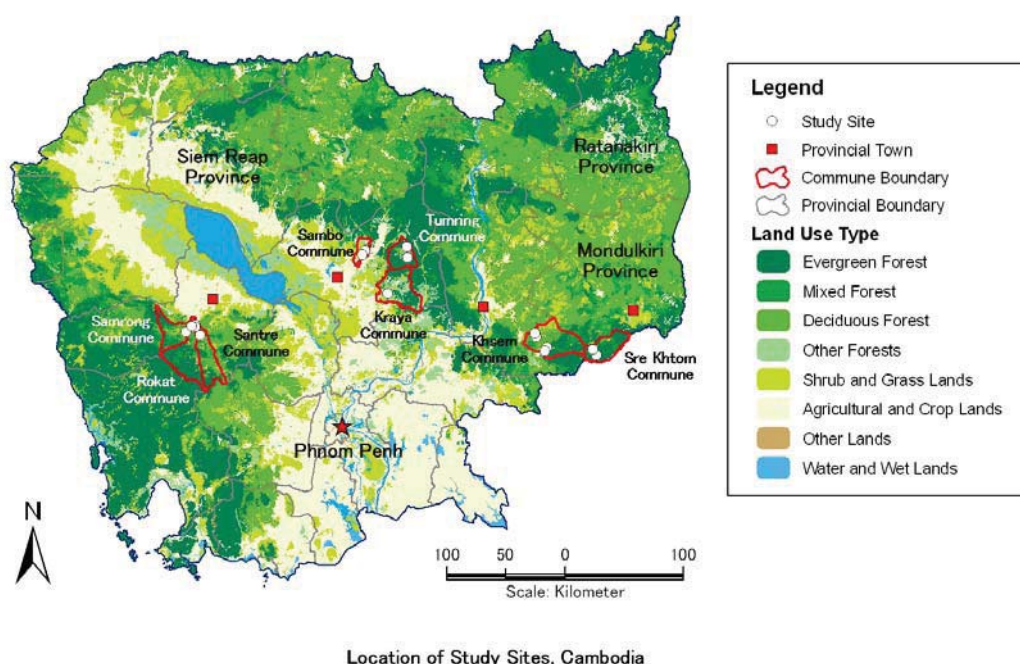 Siem Reap
Province
Ratanakiri
Province
Tumring
Commune
Sambo
Commune
Mondulkiri
Province
Kraya
Commune
Samrong
Commune
Santre
Commune
Khsem
Commune
Sre Khtom
Commune
Rokat
Commune
Phnom Penh
N
100 50 0 100
Scale: Kilometer
Legend
Study Site
Provincial Town
Commune Boundary
Provincial Boundary
Land Use Type
Evergreen Forest
Mixed Forest
Deciduous Forest
Other Forests
Shrub and Grass Lands
Agricultural and Crop Lands
Other Lands
Water and Wet Lands
Location of Study Sites, Cambodia